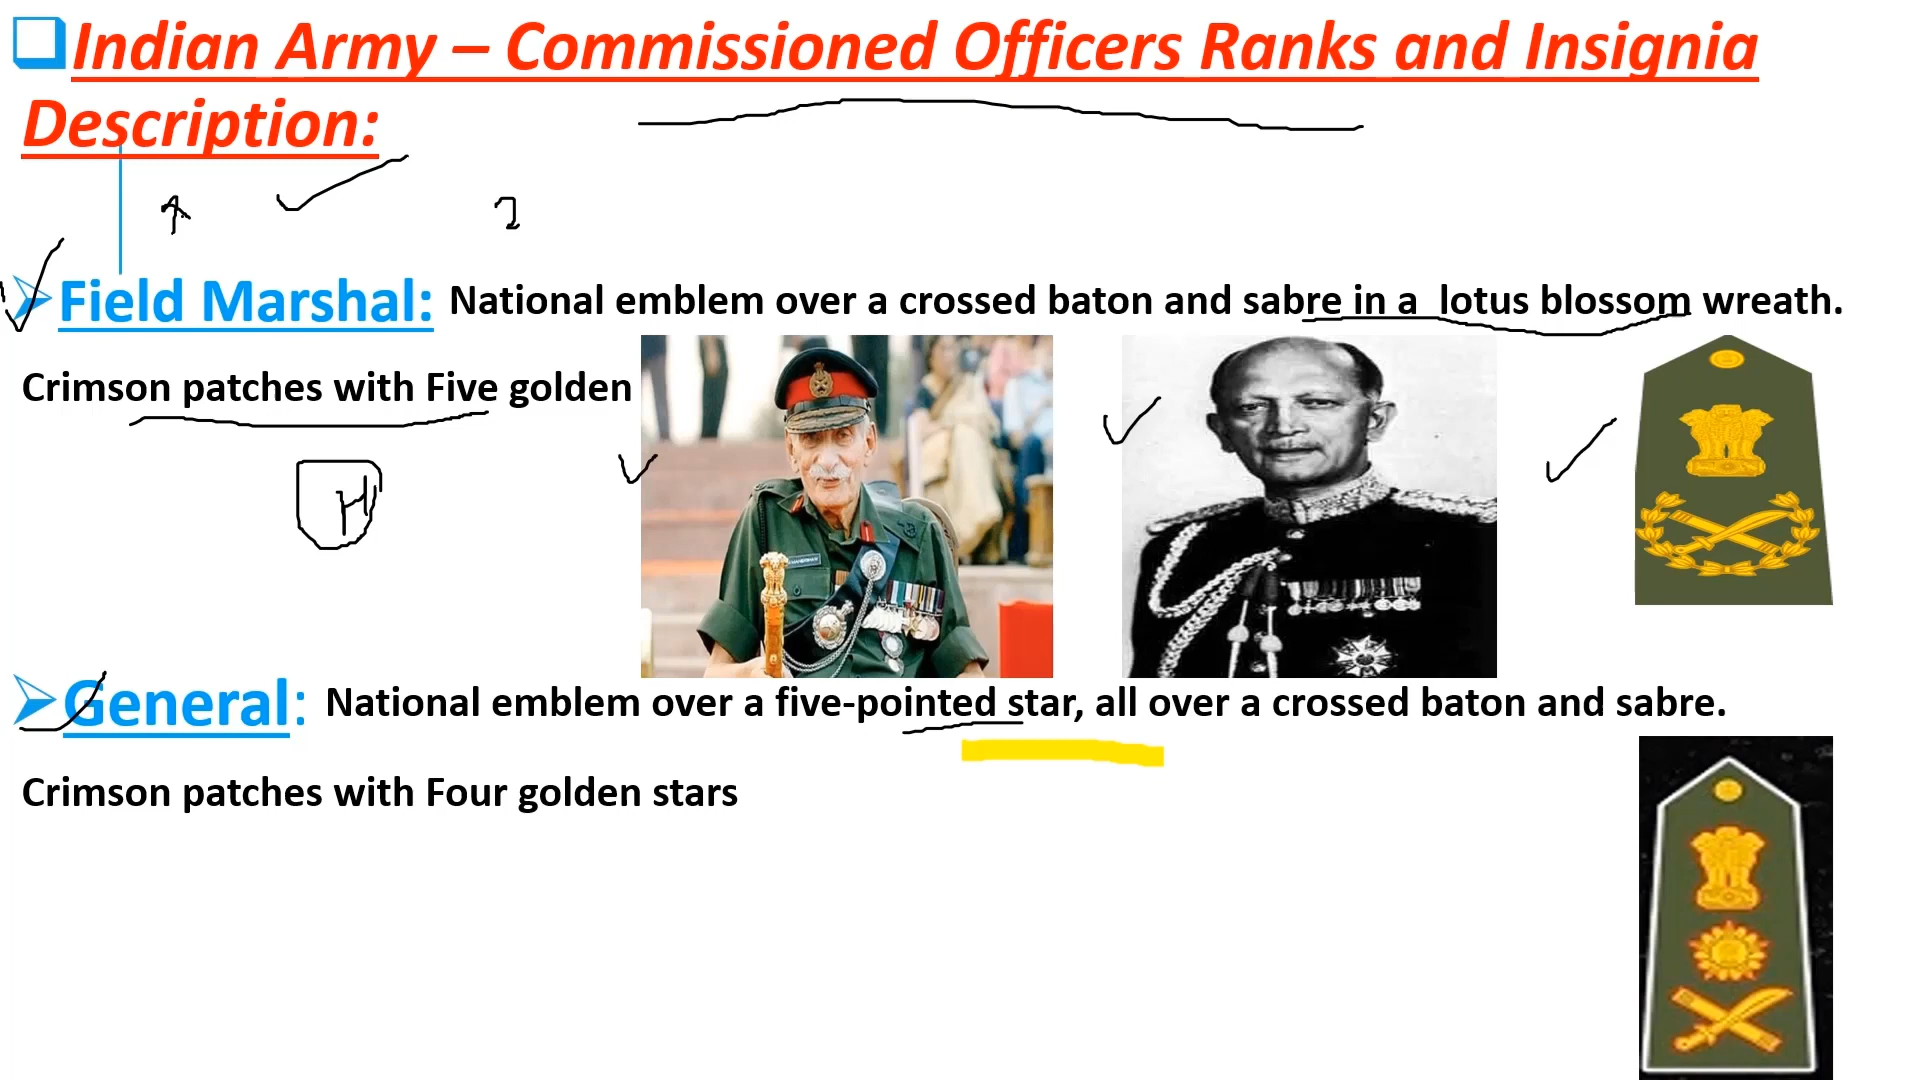 Indian Army – Commissioned Officers Ranks and Insignia
Description:
Field Marshal: National emblem over a crossed baton and sabre in a lotus blossom wreath.
Crimson patches with Five golden
General: National emblem over a five-pointed star, all over a crossed baton and sabre.
Crimson patches with Four golden stars